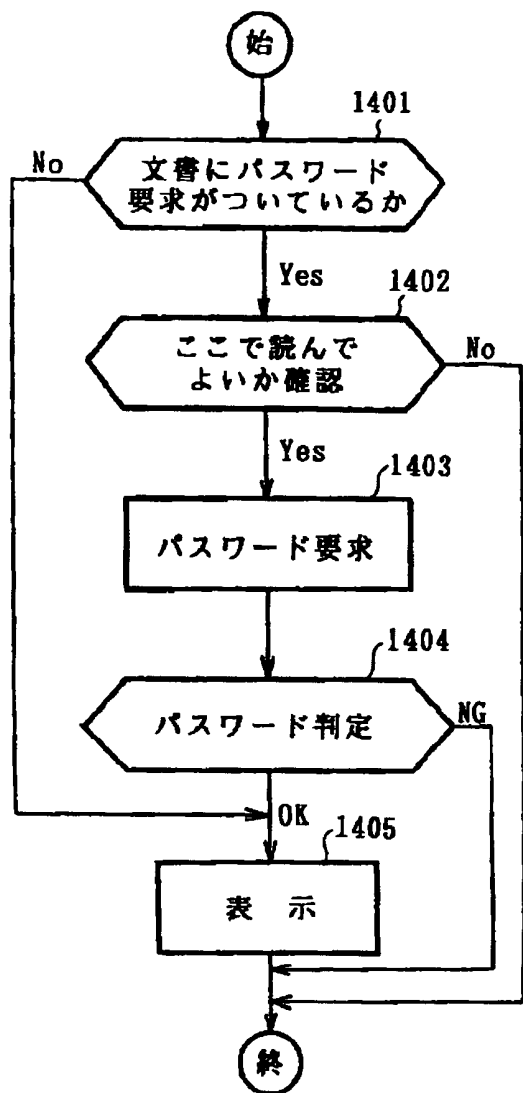 始
1401
No
文書にパスワード
要求がついているか
Yes
1402
ここで読んで
よいか確認
No
Yes
1403
パスワード要求
1404
パスワード判定
NG
OK
1405
表 示
終